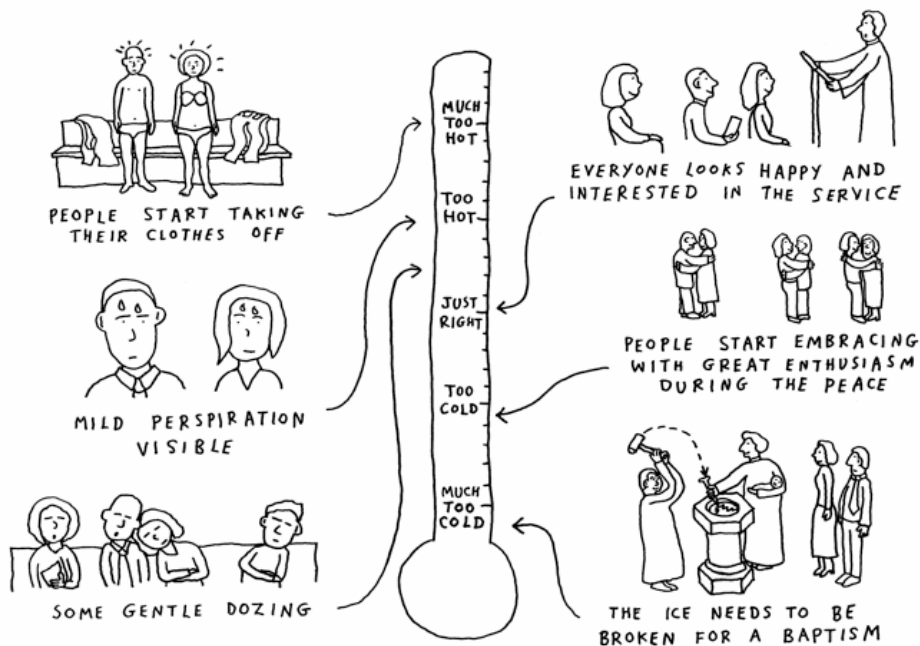 MUCH
TOO
HOT
TOO
HOT
JUST
RIGHT
TOO
COLD
MUCH
TOO
COLD
PEOPLE START TAKING
THEIR CLOTHES OFF
MILD PERSPIRATION
VISIBLE
SOME GENTLE DOZING
EVERYONE LOOKS HAPPY AND
INTERESTED IN THE SERVICE
PEOPLE START EMBRACING
WITH GREAT ENTHUSIASM
DURING THE PEACE
THE ICE NEEDS TO BE
BROKEN FOR A BAPTISM